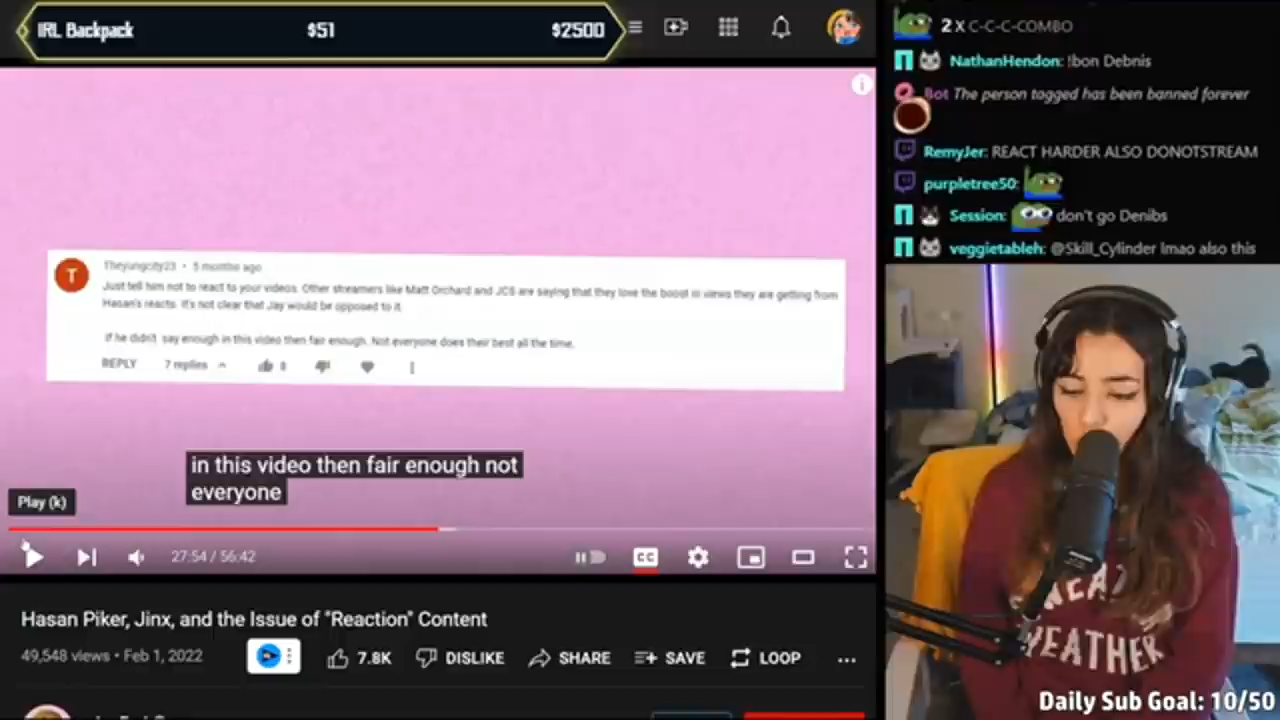 IRL Backpack $51 $2500
2 X C-C-C-COMBO
NathanHendon: !bon Debnis
Bot The person tagged has been banned forever
RemyJer: REACT HARDER ALSO DONOTSTREAM
purpletree50:
Session: don't go Denibs
veggietableh: @Skill_Cylinder lmao also this
Theyungcity23 • 5 months ago
T
Just tell him not to react to your videos. Other streamers like Matt Orchard and JCS are saying that they love the boost in views they are getting from
Hasan's reacts. It's not clear that Jay would be opposed to it.
If he didn't say enough in this video then fair enough. Not everyone does their best all the time.
REPLY 7 replies 8
in this video then fair enough not
everyone
Play (k)
27:54 / 56:42
CC
Hasan Piker, Jinx, and the Issue of "Reaction" Content
49,548 views • Feb 1, 2022
7.8K DISLIKE SHARE SAVE LOOP
WEATHER
Daily Sub Goal: 10/50